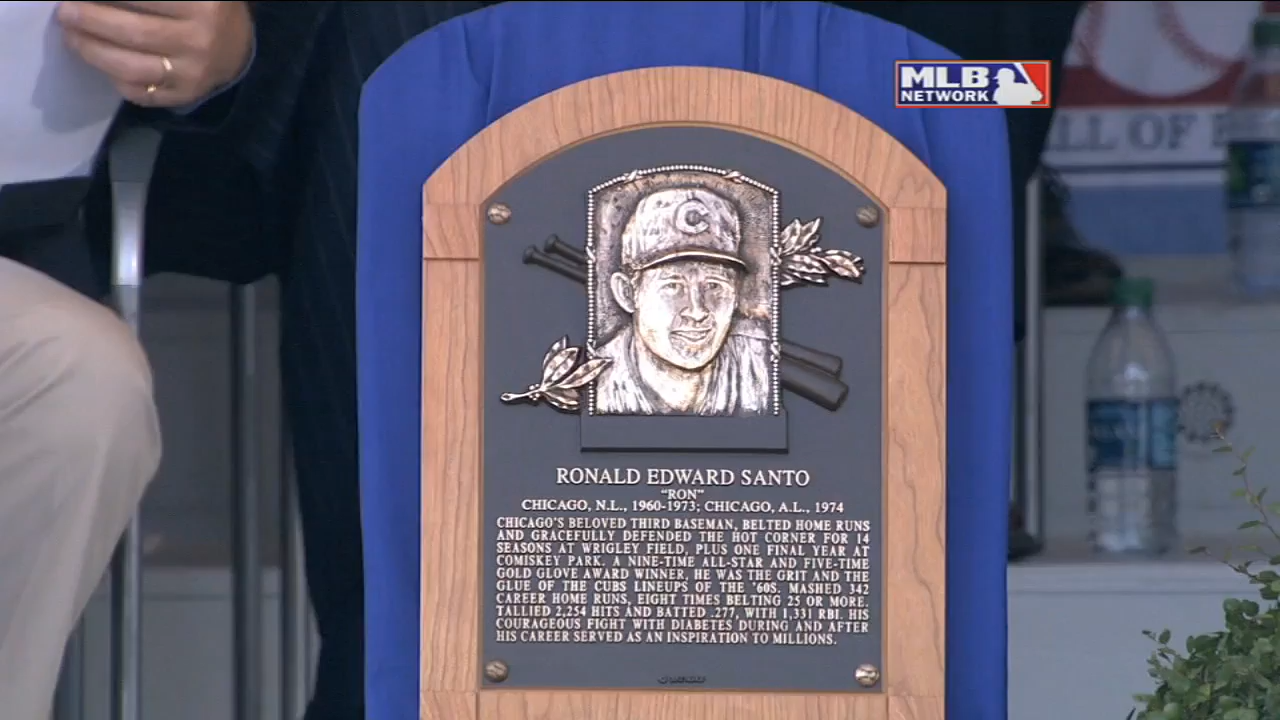 MLB
NETWORK
LL OF
C
RONALD EDWARD SANTO
"RON"
CHICAGO, N.L., 1960-1973; CHICAGO, A.L., 1974
CHICAGO'S BELOVED THIRD BASEMAN, BELTED HOME RUNS
AND GRACEFULLY DEFENDED THE HOT CORNER FOR 14
SEASONS AT WRIGLEY FIELD, PLUS ONE FINAL YEAR AT
COMISKEY PARK. A NINE-TIME ALL-STAR AND FIVE-TIME
GOLD GLOVE AWARD WINNER, HE WAS THE GRIT AND THE
GLUE OF THE CUBS LINEUPS OF THE '60S. MASHED 342
CAREER HOME RUNS, EIGHT TIMES BELTING 25 OR MORE.
TALLIED 2,254 HITS AND BATTED .277, WITH 1,331 RBI. HIS
COURAGEOUS FIGHT WITH DIABETES DURING AND AFTER
HIS CAREER SERVED AS AN INSPIRATION TO MILLIONS.